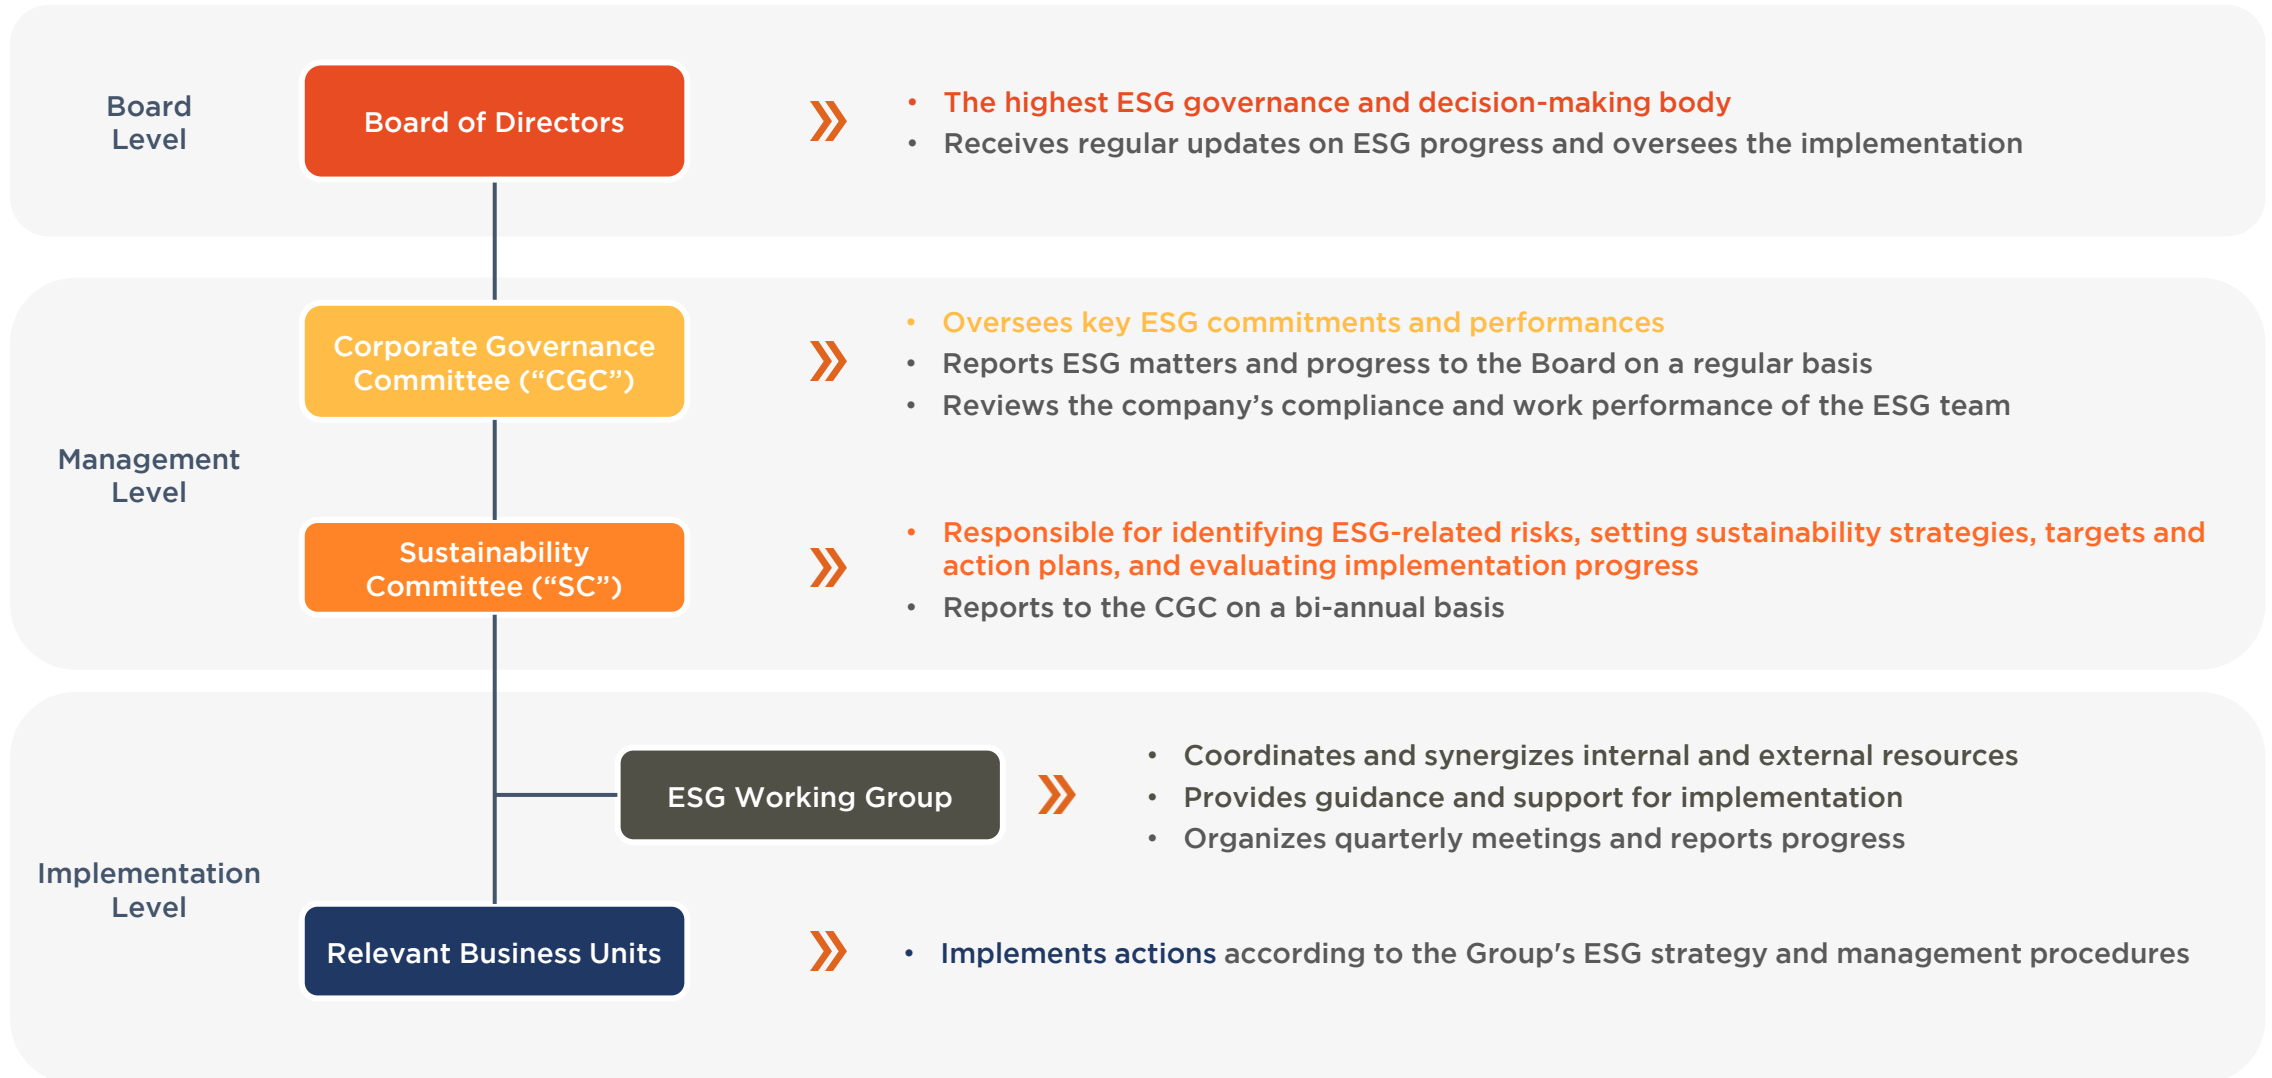 Board
Level
Board of Directors
• The highest ESG governance and decision-making body
• Receives regular updates on ESG progress and oversees the implementation
Management
Level
Corporate Governance
Committee (“CGC”)
• Oversees key ESG commitments and performances
• Reports ESG matters and progress to the Board on a regular basis
• Reviews the company’s compliance and work performance of the ESG team
Sustainability
Committee (“SC”)
• Responsible for identifying ESG-related risks, setting sustainability strategies, targets and
action plans, and evaluating implementation progress
• Reports to the CGC on a bi-annual basis
Implementation
Level
ESG Working Group
• Coordinates and synergizes internal and external resources
• Provides guidance and support for implementation
• Organizes quarterly meetings and reports progress
Relevant Business Units
• Implements actions according to the Group's ESG strategy and management procedures